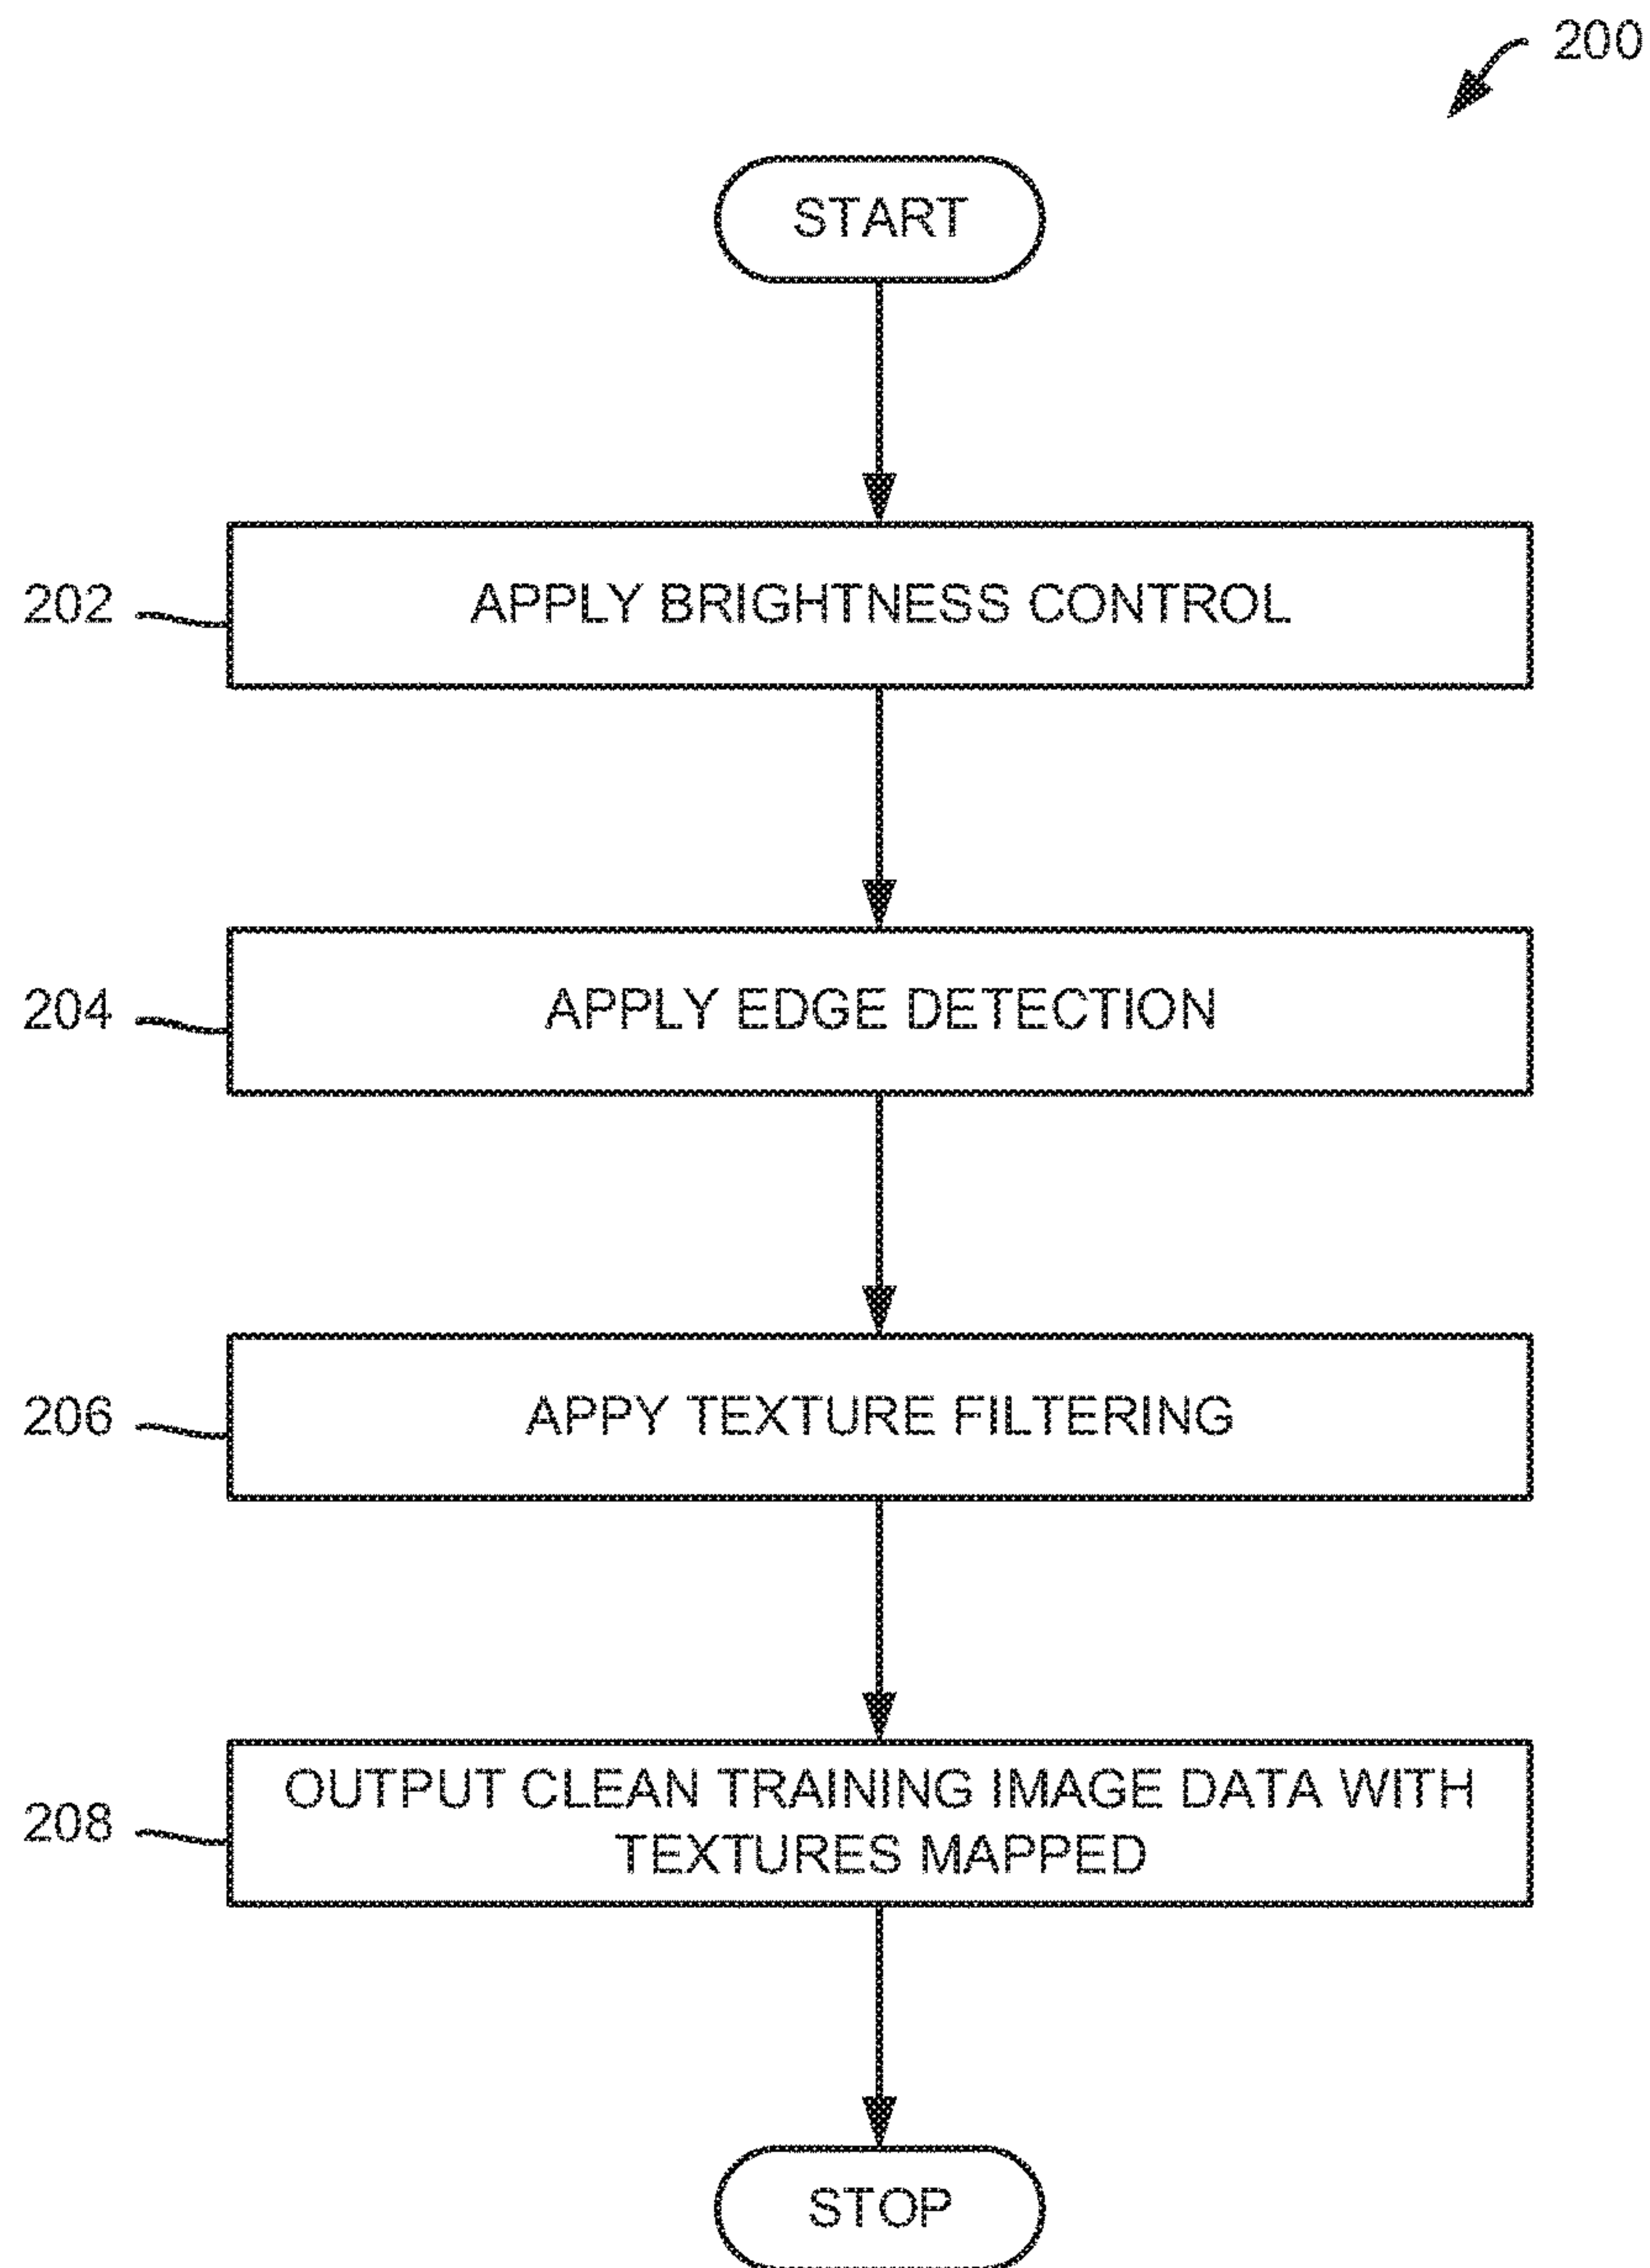 200
START
202
APPLY BRIGHTNESS CONTROL
204
APPLY EDGE DETECTION
206
APPY TEXTURE FILTERING
208
OUTPUT CLEAN TRAINING IMAGE DATA WITH
TEXTURES MAPPED
STOP